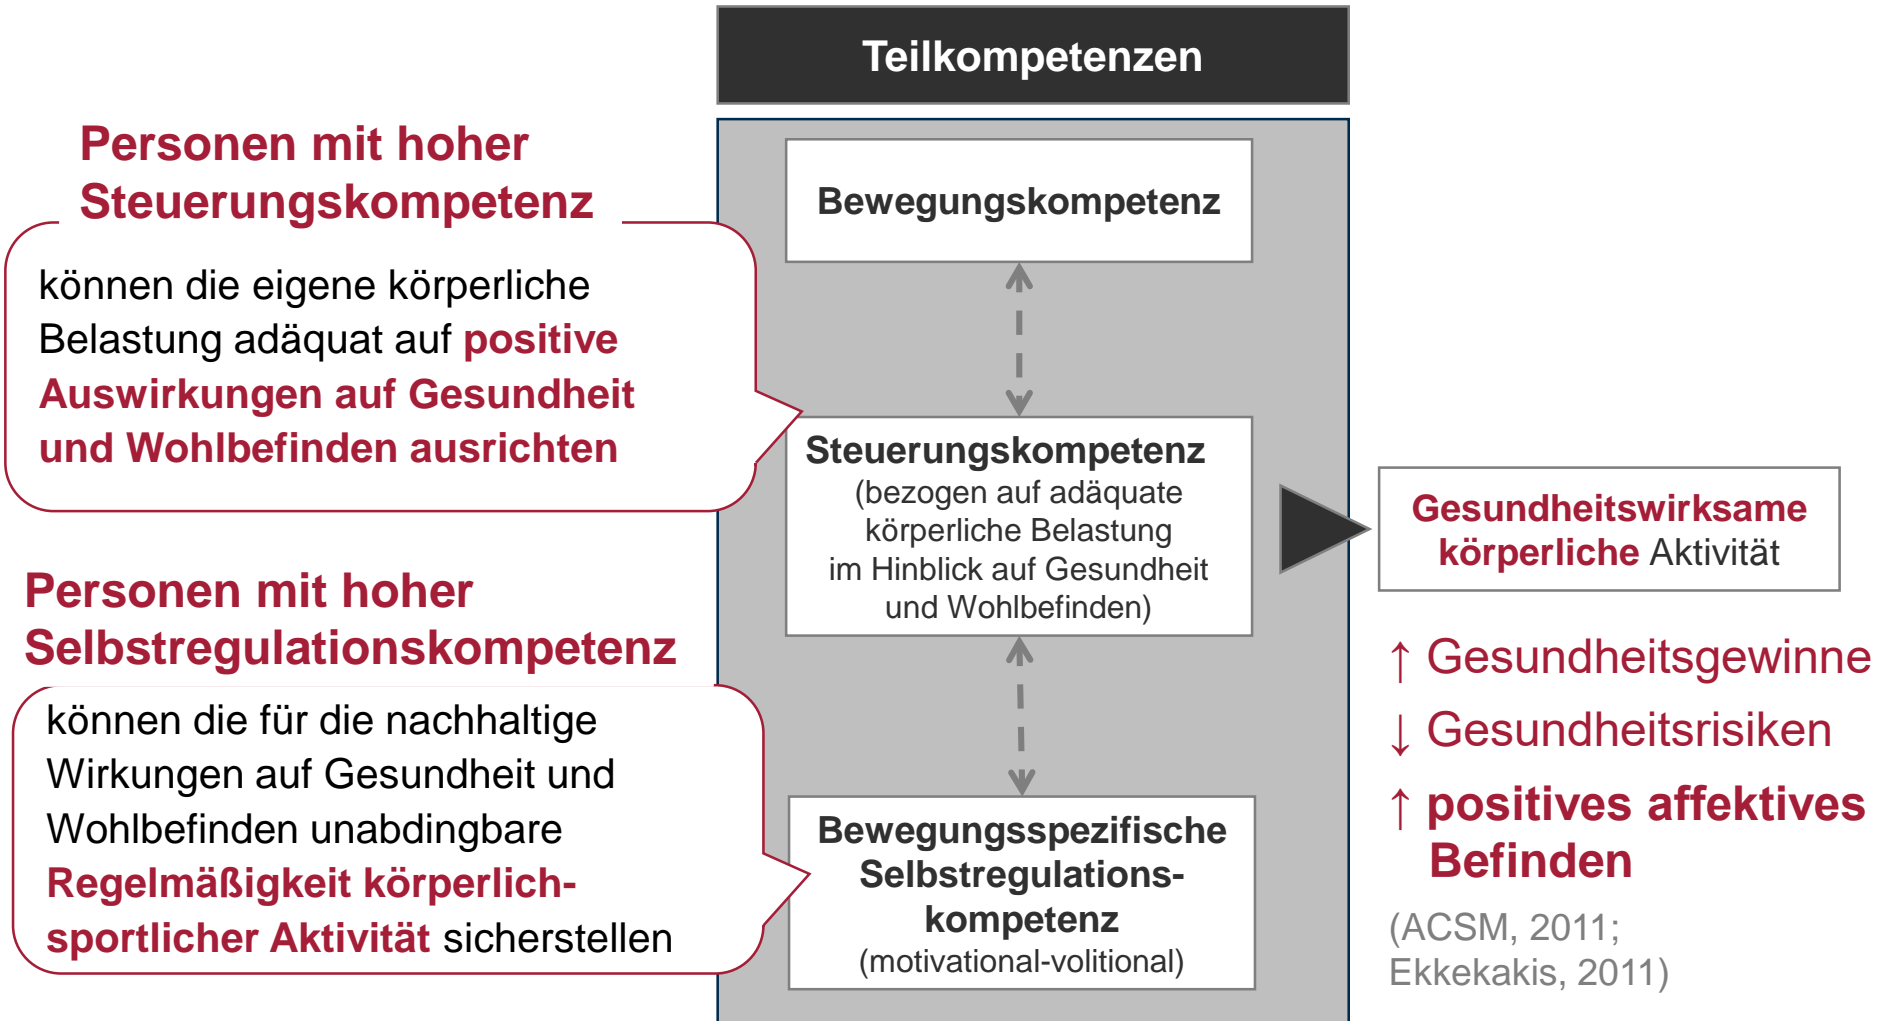 Teilkompetenzen
Personen mit hoher
Steuerungskompetenz
können die eigene körperliche
Belastung adäquat auf positive
Auswirkungen auf Gesundheit
und Wohlbefinden ausrichten
Personen mit hoher
Selbstregulationskompetenz
können die für die nachhaltige
Wirkungen auf Gesundheit und
Wohlbefinden unabdingbare
Regelmäßigkeit körperlich-
sportlicher Aktivität sicherstellen
Bewegungskompetenz
Steuerungskompetenz
(bezogen auf adäquate
körperliche Belastung
im Hinblick auf Gesundheit
und Wohlbefinden)
Bewegungsspezifische
Selbstregulations-
kompetenz
(motivational-volitional)
Gesundheitswirksame
körperliche Aktivität
↑ Gesundheitsgewinne
↓ Gesundheitsrisiken
↑ positives affektives
Befinden
(ACSM, 2011;
Ekkekakis, 2011)